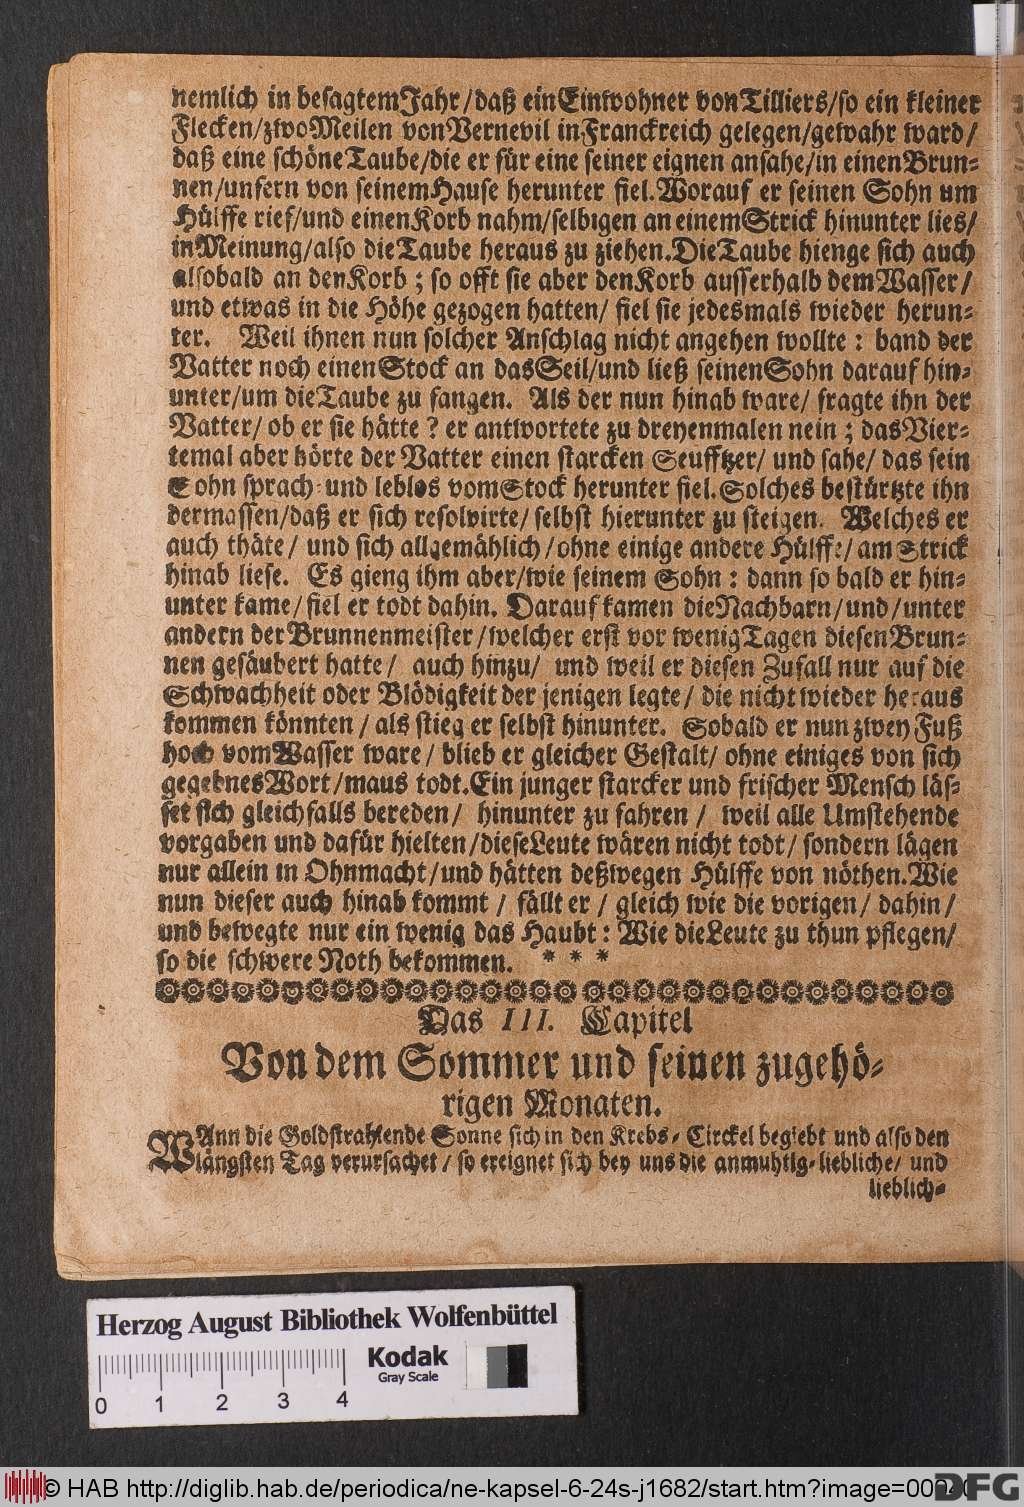 nemlich in besagtem Jahr/daß ein Einwohner von Tilliers/so ein kleiner
Flecken/zwo Meilen von Vernevil in Franckreich gelegen/gewahr ward/
daß eine schöne Taube/die er für eine seiner eignen ansahe/in einen Brun-
nen/unfern von seinem Hause herunter fiel. Worauf er seinen Sohn um
Hülffe rief/und einen Korb nahm/selbigen an einem Strick hinunter lies/
in Meinung/also die Taube heraus zu ziehen. Die Taube hienge sich auch
alsobald an den Korb; so offt sie aber den Korb ausserhalb dem Wasser/
und etwas in die Höhe gezogen hatten/ fiel sie jedesmals wieder herun-
ter. Weil ihnen nun solcher Anschlag nicht angehen wollte: band der
Vatter noch einen Stock an das Seil/und ließ seinen Sohn darauf hin-
unter/um die Taube zu fangen. Als der nun hinab ware/ fragte ihn der
Vatter/ ob er sie hätte? er antwortete zu dreyenmalen nein; das Vier-
temal aber hörte der Vatter einen starcken Seufftzer/ und sahe/ das sein
Sohn sprach- und leblos vom Stock herunter fiel. Solches bestürtzte ihn
dermassen/daß er sich resolvirte/ selbst hierunter zu steigen. Welches er
auch thäte/ und sich allgemählich/ohne einige andere Hülffe/ am Strick
hinab liese. Es gieng ihm aber/wie seinem Sohn: dann so bald er hin-
unter kame/ fiel er todt dahin. Darauf kamen die Nachbarn/und/unter
andern der Brunnenmeister/welcher erst vor wenig Tagen diesen Brun-
nen gesäubert hatte/ auch hinzu/ und weil er diesen Zufall nur auf die
Schwachheit oder Blödigkeit der jenigen legte/ die nicht wieder heraus
kommen könnten/ als stieg er selbst hinunter. Sobald er nun zwey Fuß
hoch vom Wasser ware/ blieb er gleicher Gestalt/ ohne einiges von sich
gegebnes Wort/maus todt. Ein junger starcker und frischer Mensch läs-
set sich gleichfalls bereden/ hinunter zu fahren/ weil alle Umstehende
vorgaben und dafür hielten/diese Leute wären nicht todt/ sondern lägen
nur allein in Ohnmacht/und hätten deßwegen Hülffe von nöthen. Wie
nun dieser auch hinab kommt/ fällt er/ gleich wie die vorigen/ dahin/
und bewegte nur ein wenig das Haubt: Wie die Leute zu thun pflegen/
so die schwere Noth bekommen. * * *
Das III. Capitel
Von dem Sommer und seinen zugehö-
rigen Monaten.
WAnn die Goldstrahlende Sonne sich in den Krebs-Circkel begiebt und also den
längsten Tag verursachet/ so ereignet sich bey uns die anmuhtig-liebliche/ und
lieblich-
Herzog August Bibliothek Wolfenbüttel
Kodak
Gray Scale
0 1 2 3 4
© HAB http://diglib.hab.de/periodica/ne-kapsel-6-24s-j1682/start.htm?image=00040
DFG